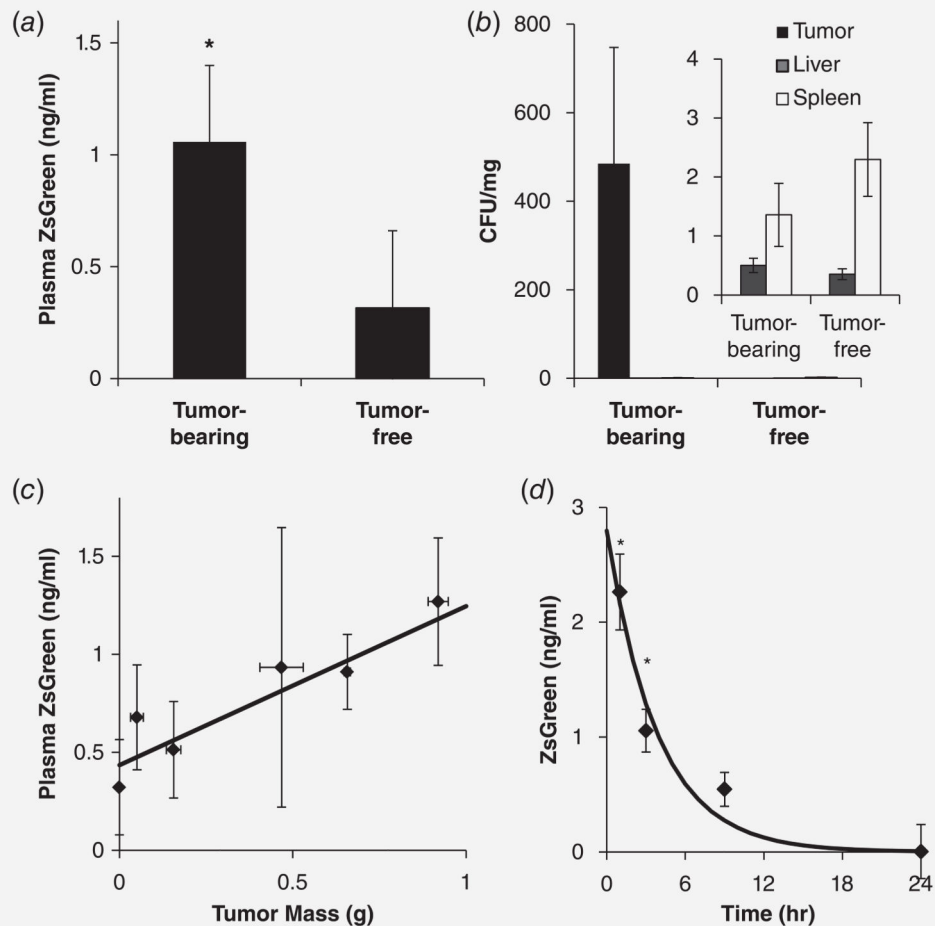 (a)
1.5
1
0.5
0
Plasma ZsGreen (ng/ml)
*
Tumor-
bearing
Tumor-
free
(b)
800
600
400
200
0
CFU/mg
Tumor
Liver
Spleen
4
3
2
1
0
Tumor-
bearing
Tumor-
free
Tumor-
bearing
Tumor-
free
(c)
1.5
1
0.5
0
Plasma ZsGreen (ng/ml)
0 0.5 1
Tumor Mass (g)
(d)
3
2
1
0
ZsGreen (ng/ml)
*
*
0 6 12 18 24
Time (hr)